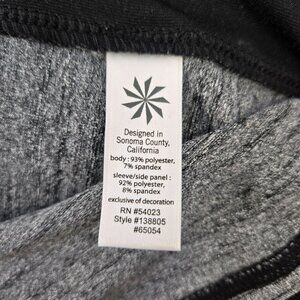 Designed in
Sonoma County,
California
body : 93% polyester,
7% spandex
sleeve/side panel :
92% polyester,
8% spandex
exclusive of decoration
RN #54023
Style #138805
#65054